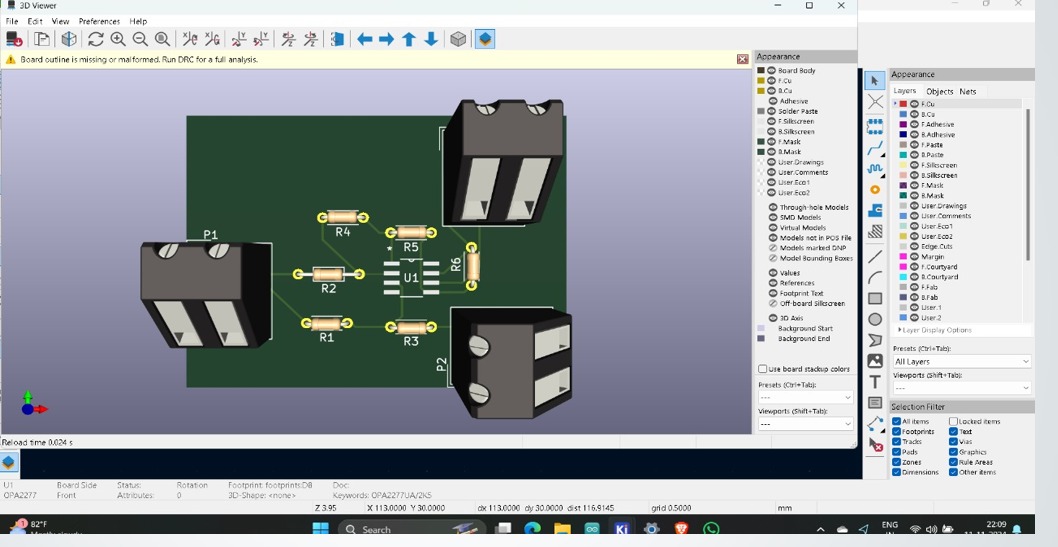 3D Viewer
File Edit View Preferences Help
Board outline is missing or malformed. Run DRC for a full analysis.
P1
R4
R5
R2
U1
R6
R1
R3
P2
Reload time 0.024 s
Appearance
Board Body
F.Cu
B.Cu
Adhesive
Solder Paste
F.Silkscreen
B.Silkscreen
F.Mask
B.Mask
User.Drawings
User.Comments
User.Eco1
User.Eco2
Through-hole Models
SMD Models
Virtual Models
Models not in POS File
Models marked DNP
Model Bounding Boxes
Values
References
Footprint Text
Off-board Silkscreen
3D Axis
Background Start
Background End
Use board stackup colors
Presets (Ctrl+Tab):
---
Viewports (Shift+Tab):
---
Appearance
Layers Objects Nets
F.Cu
B.Cu
F.Adhesive
B.Adhesive
F.Paste
B.Paste
F.Silkscreen
B.Silkscreen
F.Mask
B.Mask
User.Drawings
User.Comments
User.Eco1
User.Eco2
Edge.Cuts
Margin
F.Courtyard
B.Courtyard
F.Fab
B.Fab
User.1
User.2
Layer Display Options
Presets (Ctrl+Tab):
All Layers
Viewports (Shift+Tab):
---
Selection Filter
All items Locked items
Footprints Text
Tracks Vias
Pads Graphics
Zones Rule Areas
Dimensions Other items
U1 Board Side Status: Rotation Footprint: footprints:D8 Doc:
OPA2277 Front Attributes: 0 3D-Shape: <none> Keywords: OPA2277UA/2K5
Z 3.95 X 113.0000 Y 30.0000 dx 113.0000 dy 30.0000 dist 116.9145 grid 0.5000 mm
82°F
Search
Ki
ENG
IN
22:09